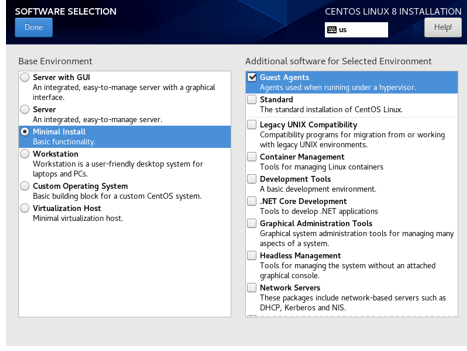 SOFTWARE SELECTION
CENTOS LINUX 8 INSTALLATION
Done
us
Help!
Base Environment
Server with GUI
An integrated, easy-to-manage server with a graphical
interface.
Server
An integrated, easy-to-manage server.
Minimal Install
Basic functionality.
Workstation
Workstation is a user-friendly desktop system for
laptops and PCs.
Custom Operating System
Basic building block for a custom CentOS system.
Virtualization Host
Minimal virtualization host.
Additional software for Selected Environment
Guest Agents
Agents used when running under a hypervisor.
Standard
The standard installation of CentOS Linux.
Legacy UNIX Compatibility
Compatibility programs for migration from or working
with legacy UNIX environments.
Container Management
Tools for managing Linux containers
Development Tools
A basic development environment.
.NET Core Development
Tools to develop .NET applications
Graphical Administration Tools
Graphical system administration tools for managing many
aspects of a system.
Headless Management
Tools for managing the system without an attached
graphical console.
Network Servers
These packages include network-based servers such as
DHCP, Kerberos and NIS.